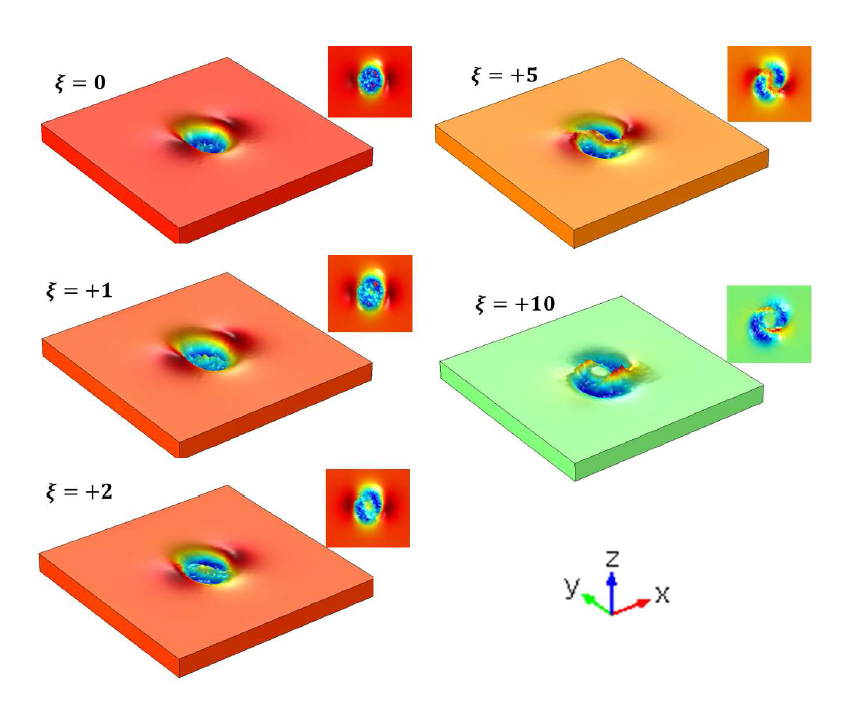 ξ = 0
ξ = +1
ξ = +2
ξ = +5
ξ = +10
z
y
x